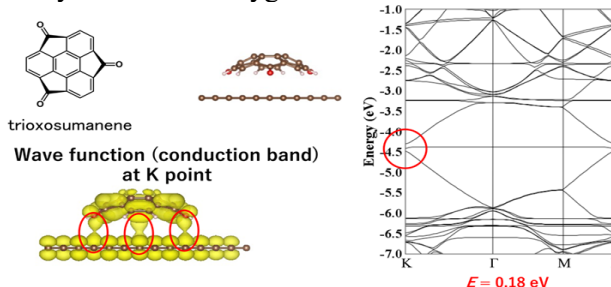 O
O
O
trioxosumanene
Wave function (conduction band)
at K point
Energy (eV)
-1.0
-1.5
-2.0
-2.5
-3.0
-3.5
-4.0
-4.5
-5.0
-5.5
-6.0
-6.5
-7.0
K Γ M
E = 0.18 eV